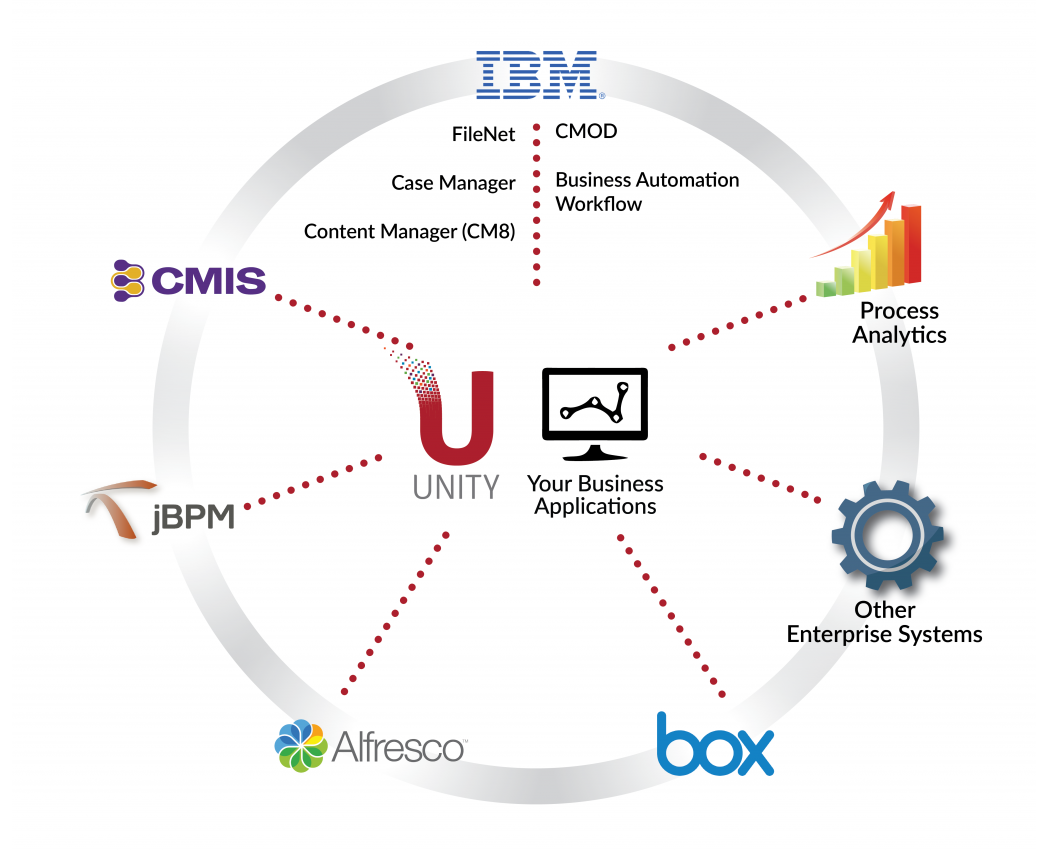 IBM®
FileNet
CMOD
Case Manager
Business Automation
Workflow
Content Manager (CM8)
CMIS
Process
Analytics
UNITY
Your Business
Applications
jBPM
Other
Enterprise Systems
Alfresco™
box